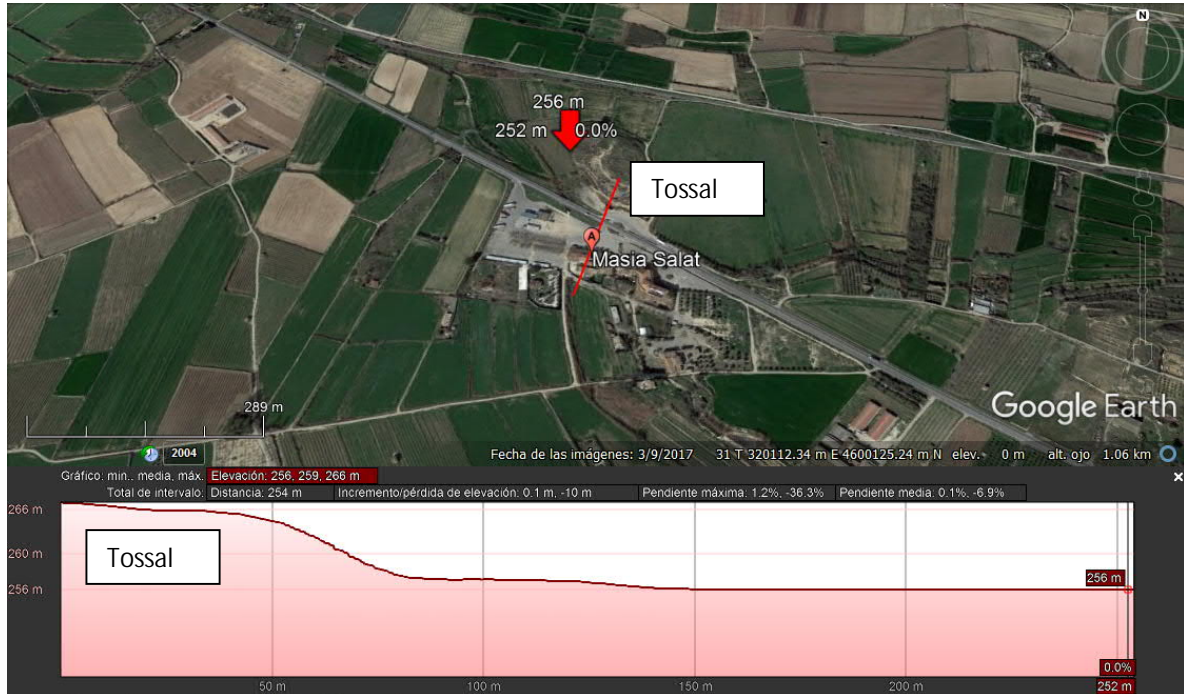 N
256 m
252 m 0.0%
Tossal
A
Masia Salat
289 m
Google Earth
2004
Fecha de las imágenes: 3/9/2017 31 T 320112.34 m E 4600125.24 m N elev. 0 m alt. ojo 1.06 km
Gráfico: min., media, máx. Elevación: 256, 259, 266 m
Total de intervalo: Distancia: 254 m Incremento/pérdida de elevación: 0.1 m, -10 m Pendiente máxima: 1.2%, -36.3% Pendiente media: 0.1%, -6.9%
266 m
Tossal
260 m
256 m
256 m
0.0%
50 m 100 m 150 m 200 m 252 m